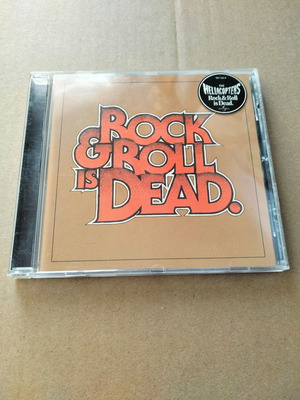 THE
HELLACOPTERS
Rock & Roll
is Dead.
ROCK
& ROLL
IS DEAD.